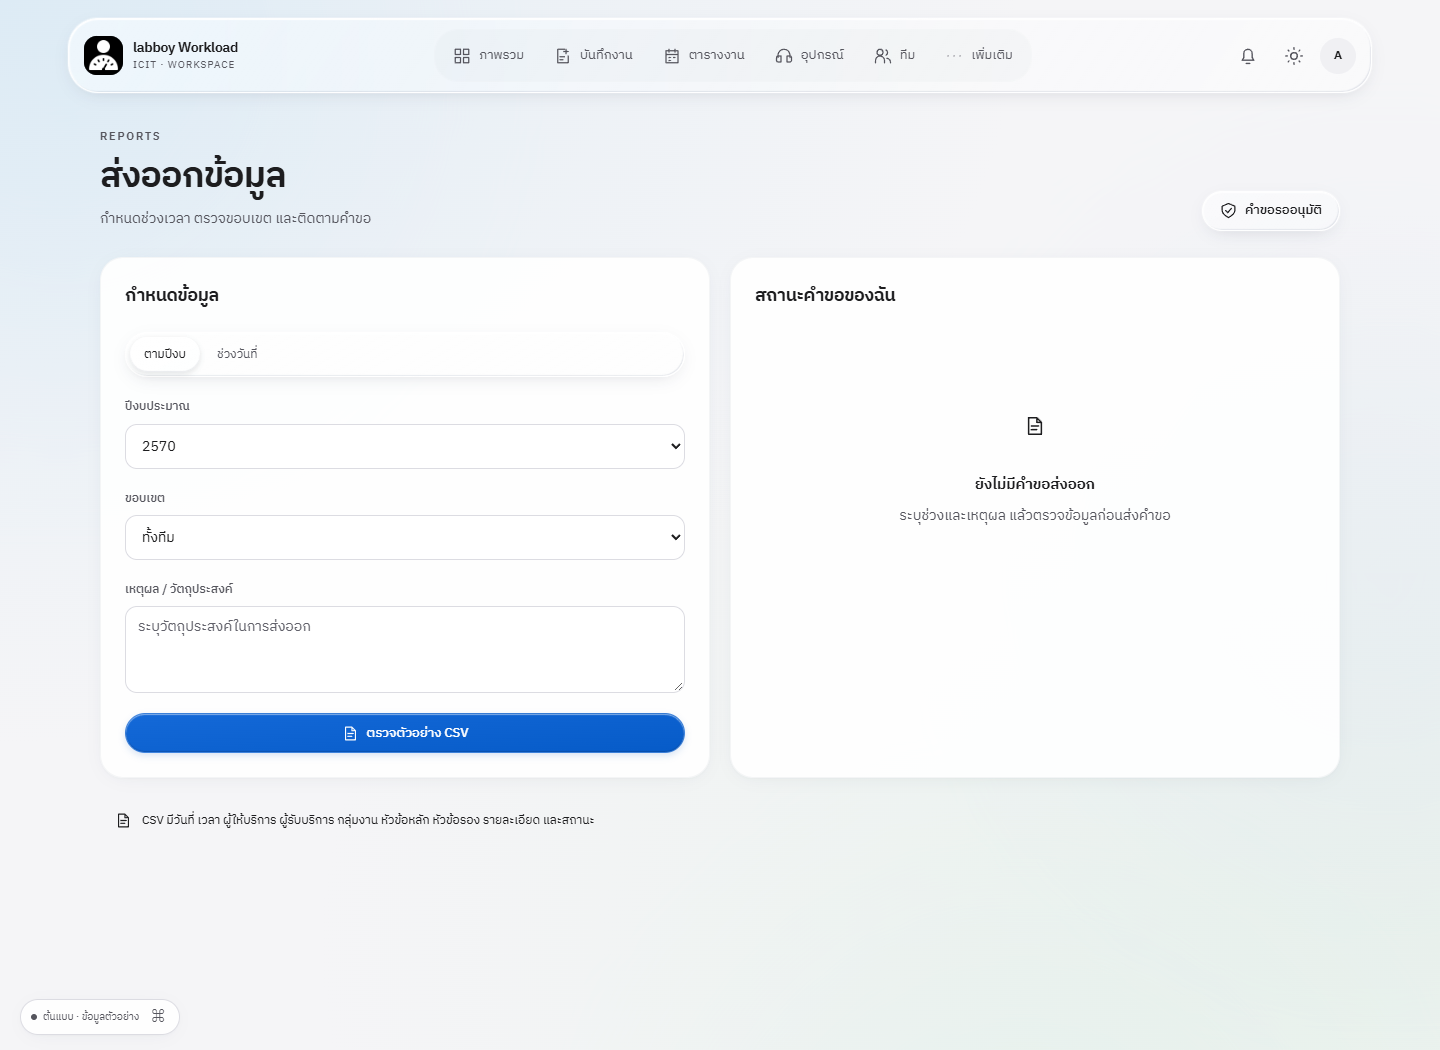 labboy Workload
ICIT · WORKSPACE
ภาพรวม
บันทึกงาน
ตารางงาน
อุปกรณ์
ทีม
เพิ่มเติม
A
REPORTS
ส่งออกข้อมูล
กำหนดช่วงเวลา ตรวจขอบเขต และติดตามคำขอ
คำขอรออนุมัติ
กำหนดข้อมูล
ตามปีงบ
ช่วงวันที่
ปีงบประมาณ
2570
ขอบเขต
ทั้งทีม
เหตุผล / วัตถุประสงค์
ระบุวัตถุประสงค์ในการส่งออก
ตรวจตัวอย่าง CSV
สถานะคำขอของฉัน
ยังไม่มีคำขอส่งออก
ระบุช่วงและเหตุผล แล้วตรวจข้อมูลก่อนส่งคำขอ
CSV มีวันที่ เวลา ผู้ให้บริการ ผู้รับบริการ กลุ่มงาน หัวข้อหลัก หัวข้อรอง รายละเอียด และสถานะ
ต้นแบบ · ข้อมูลตัวอย่าง ⌘